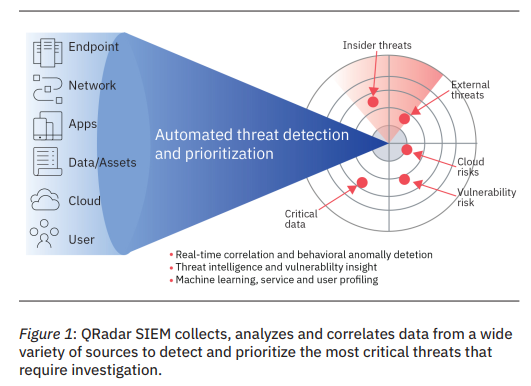 Endpoint
Network
Apps
Data/Assets
Cloud
User
Automated threat detection
and prioritization
Insider threats
External
threats
Cloud
risks
Vulnerability
risk
Critical
data
• Real-time correlation and behavioral anomally detetion
• Threat intelligence and vulnerablilty insight
• Machine learning, service and user profiling
Figure 1: QRadar SIEM collects, analyzes and correlates data from a wide
variety of sources to detect and prioritize the most critical threats that
require investigation.